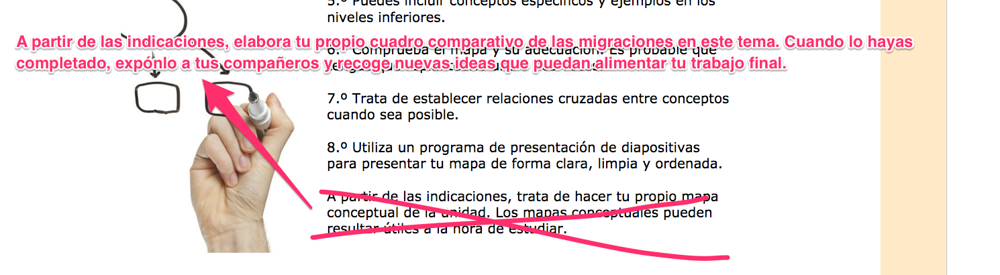 5.º Puedes incluir conceptos específicos y ejemplos en los
niveles inferiores.
A partir de las indicaciones, elabora tu propio cuadro comparativo de las migraciones en este tema. Cuando lo hayas
completado, expónlo a tus compañeros y recoge nuevas ideas que puedan alimentar tu trabajo final.
6.º Comprueba el mapa y su adecuación. Es probable que
7.º Trata de establecer relaciones cruzadas entre conceptos
cuando sea posible.
8.º Utiliza un programa de presentación de diapositivas
para presentar tu mapa de forma clara, limpia y ordenada.
A partir de las indicaciones, trata de hacer tu propio mapa
conceptual de la unidad. Los mapas conceptuales pueden
resultar útiles a la hora de estudiar.